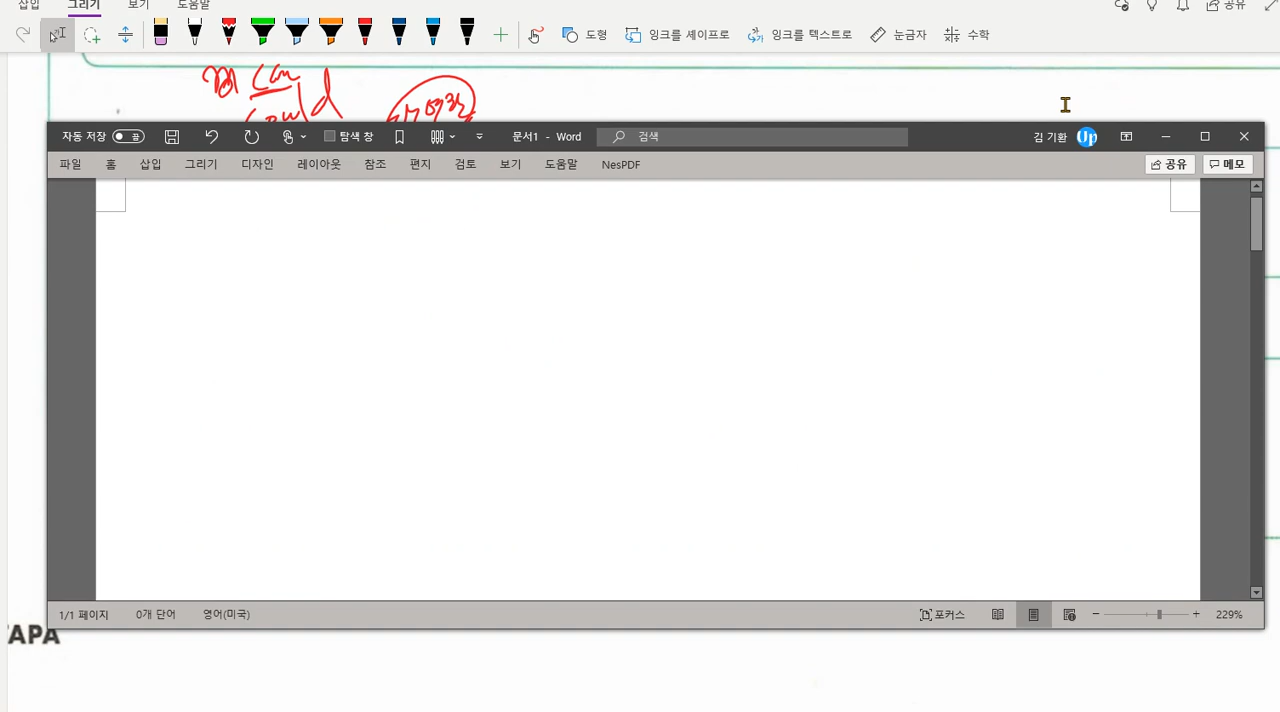 삽입 그리기 보기 도움말 공유
도형 잉크를 셰이프로 잉크를 텍스트로 눈금자 수학
can
could
자동 저장 끔 탐색 창 문서1 - Word 검색 김 기환
파일 홈 삽입 그리기 디자인 레이아웃 참조 편지 검토 보기 도움말 NesPDF 공유 메모
1/1 페이지 0개 단어 영어(미국) 포커스 229%
TAPA